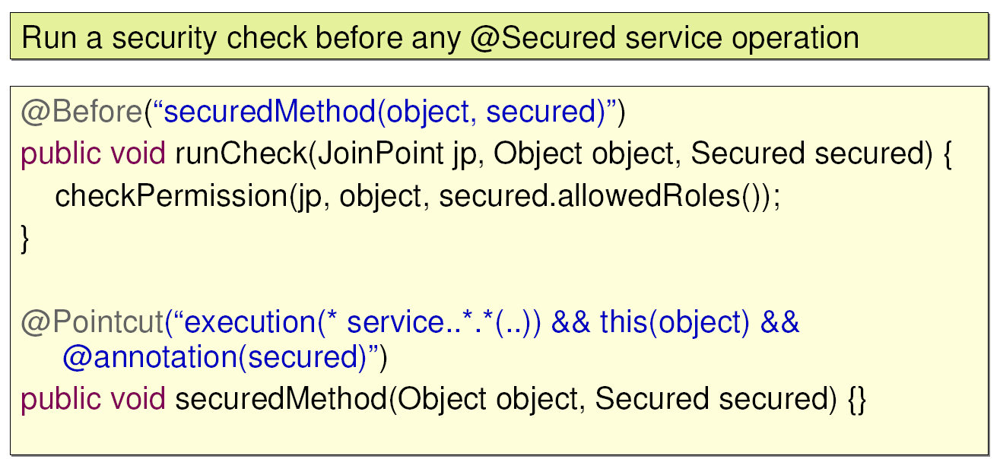 Run a security check before any @Secured service operation
@Before(“securedMethod(object, secured)”)
public void runCheck(JoinPoint jp, Object object, Secured secured) {
checkPermission(jp, object, secured.allowedRoles());
}
@Pointcut(“execution(* service..*.*(..)) && this(object) &&
@annotation(secured)”)
public void securedMethod(Object object, Secured secured) {}